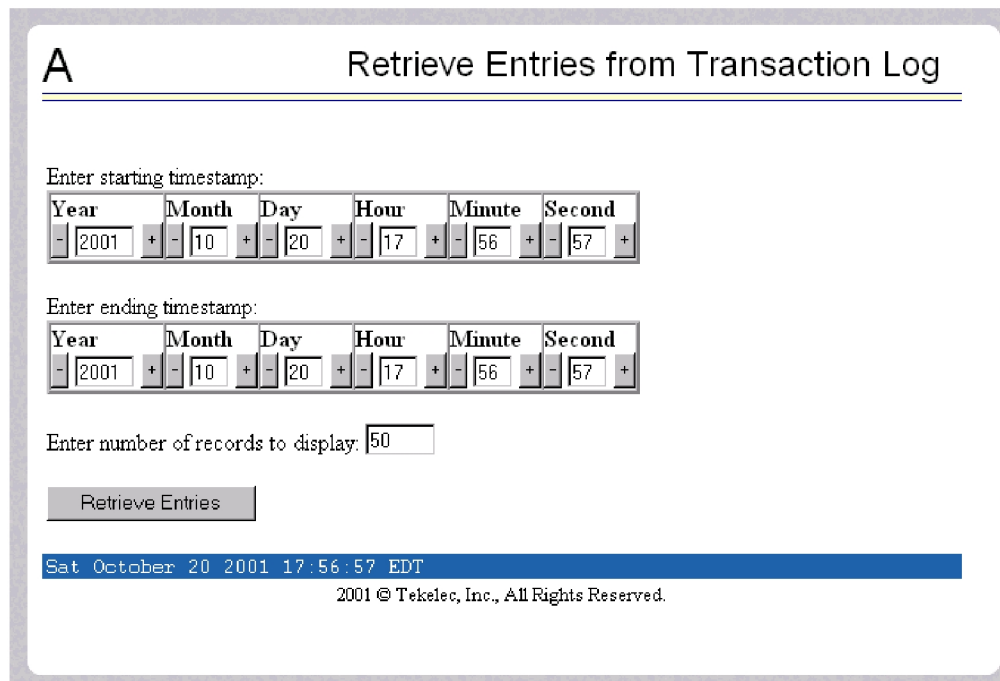 A Retrieve Entries from Transaction Log
Enter starting timestamp:
Year Month Day Hour Minute Second
- 2001 + - 10 + - 20 + - 17 + - 56 + - 57 +
Enter ending timestamp:
Year Month Day Hour Minute Second
- 2001 + - 10 + - 20 + - 17 + - 56 + - 57 +
Enter number of records to display: 50
Retrieve Entries
Sat October 20 2001 17:56:57 EDT
2001 © Tekelec, Inc., All Rights Reserved.